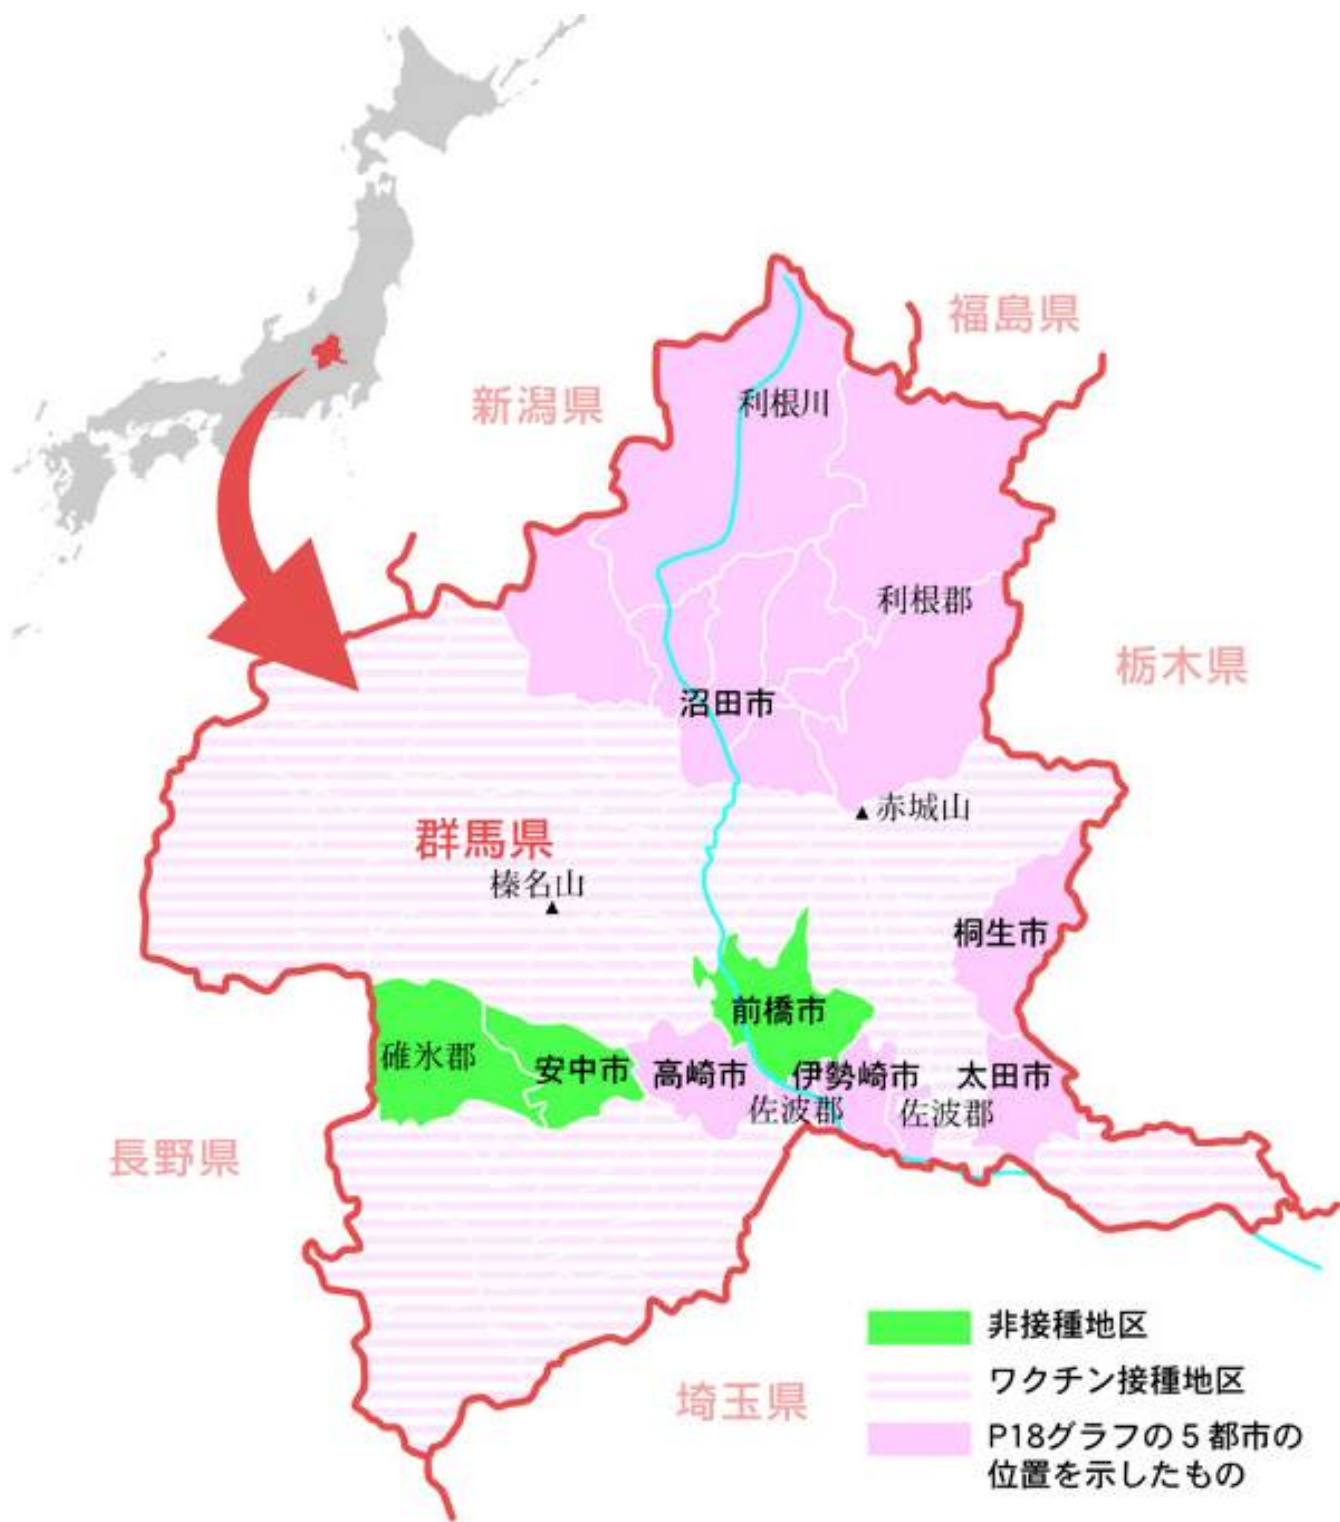 福島県
新潟県
利根川
利根郡
栃木県
沼田市
赤城山
群馬県
榛名山
桐生市
前橋市
碓氷郡
安中市
高崎市
伊勢崎市
太田市
佐波郡
佐波郡
長野県
非接種地区
ワクチン接種地区
埼玉県
P18グラフの5都市の
位置を示したもの